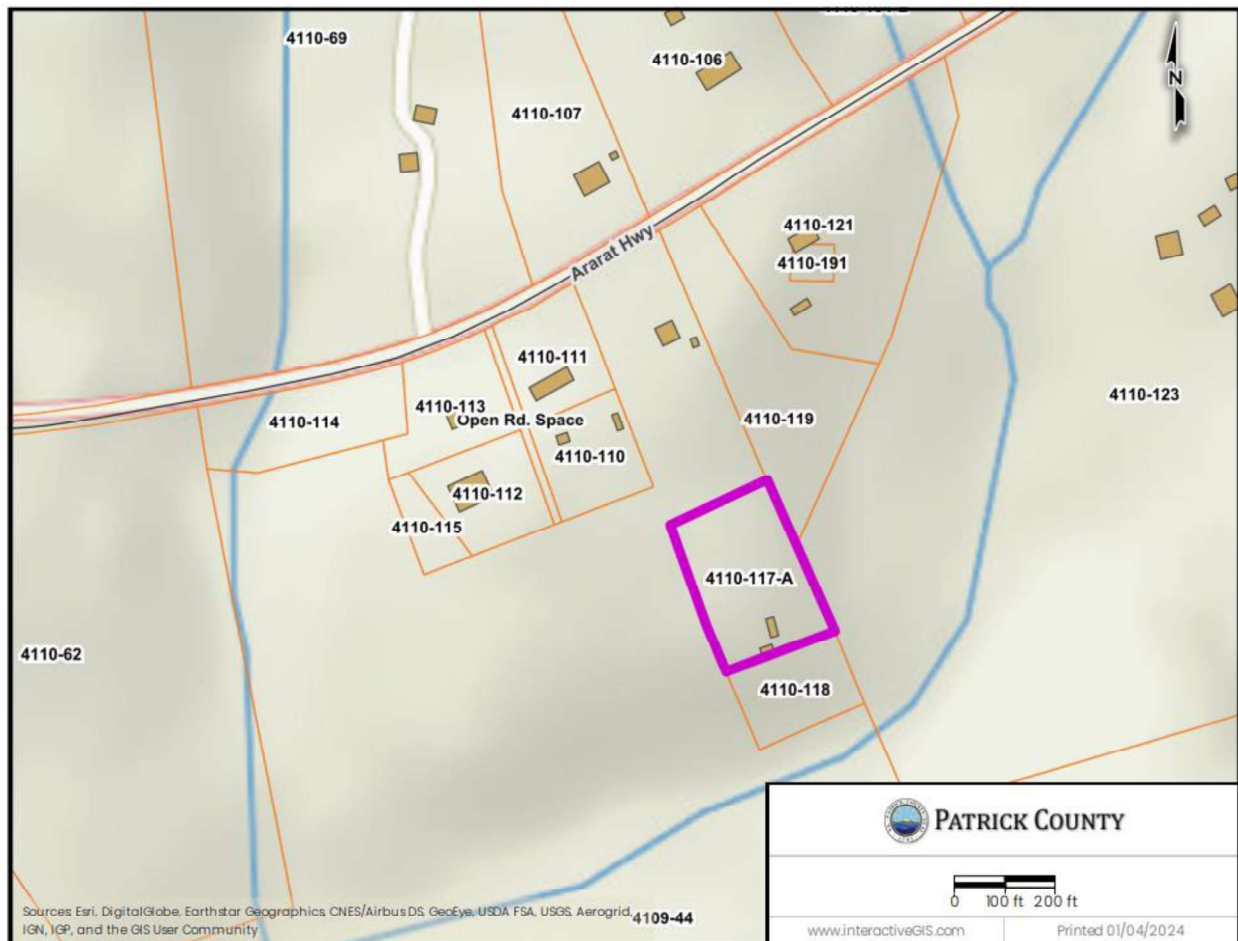 4110-69
4110-106
4110-107
N
4110-121
Ararat Hwy
4110-191
4110-111
4110-123
4110-113
Open Rd. Space
4110-114
4110-119
4110-110
4110-112
4110-115
4110-117-A
4110-62
4110-118
PATRICK COUNTY
0 100 ft 200 ft
Sources: Esri, DigitalGlobe, Earthstar Geographics, CNES/Airbus DS, GeoEye, USDA FSA, USGS, Aerogrid,
IGN, IGP, and the GIS User Community
4109-44
www.interactiveGIS.com
Printed 01/04/2024